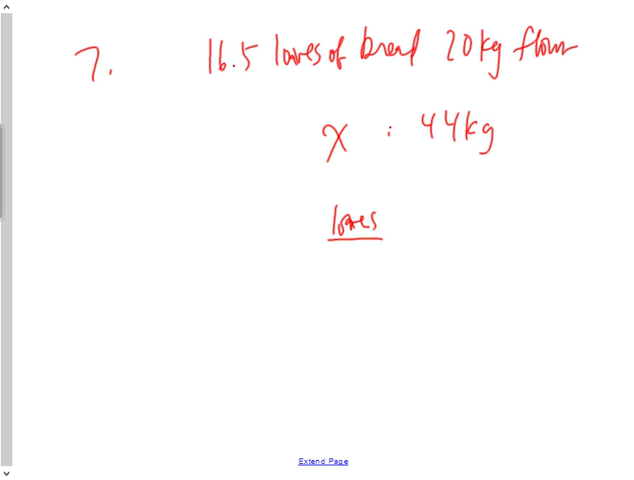 7. 16.5 loaves of bread 20kg flour
x : 44kg
loaves
Extend Page